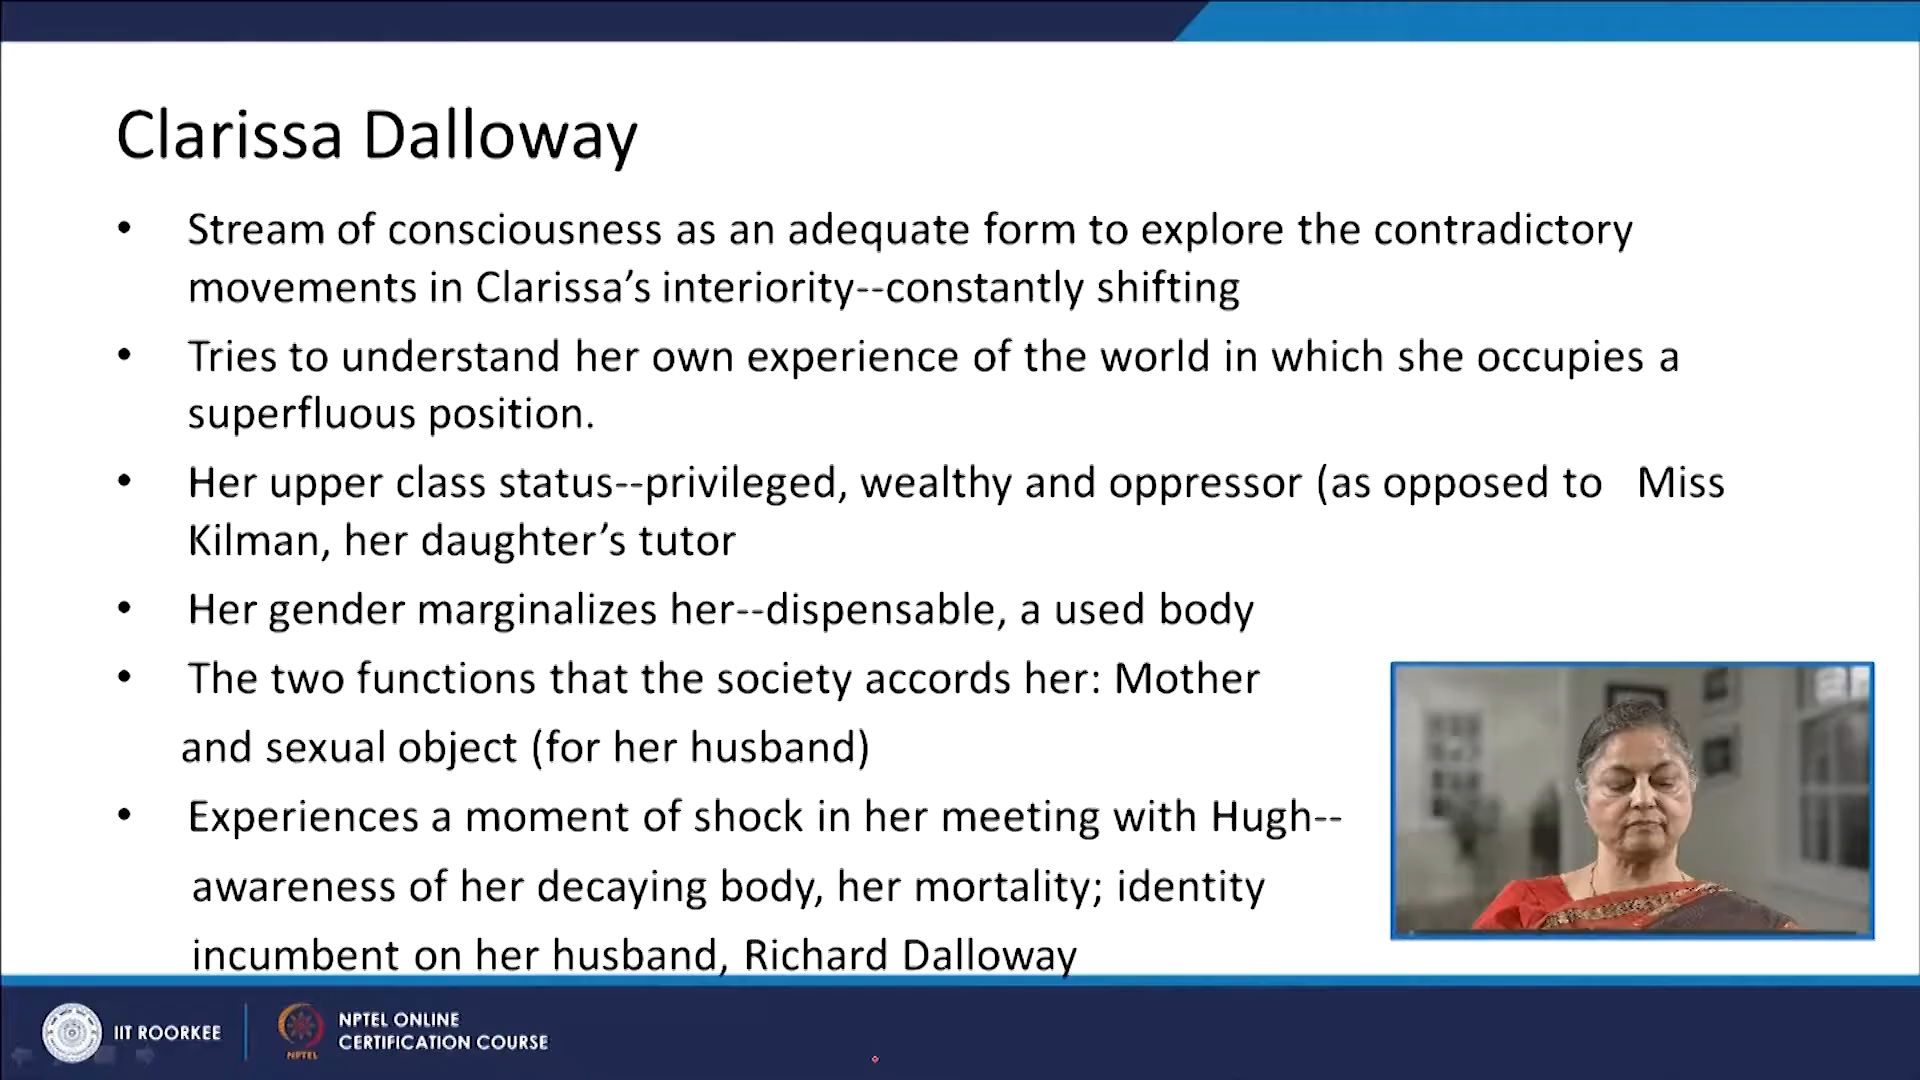 Clarissa Dalloway
• Stream of consciousness as an adequate form to explore the contradictory
movements in Clarissa’s interiority--constantly shifting
• Tries to understand her own experience of the world in which she occupies a
superfluous position.
• Her upper class status--privileged, wealthy and oppressor (as opposed to Miss
Kilman, her daughter’s tutor
• Her gender marginalizes her--dispensable, a used body
• The two functions that the society accords her: Mother
and sexual object (for her husband)
• Experiences a moment of shock in her meeting with Hugh--
awareness of her decaying body, her mortality; identity
incumbent on her husband, Richard Dalloway
IIT ROORKEE
NPTEL
NPTEL ONLINE
CERTIFICATION COURSE